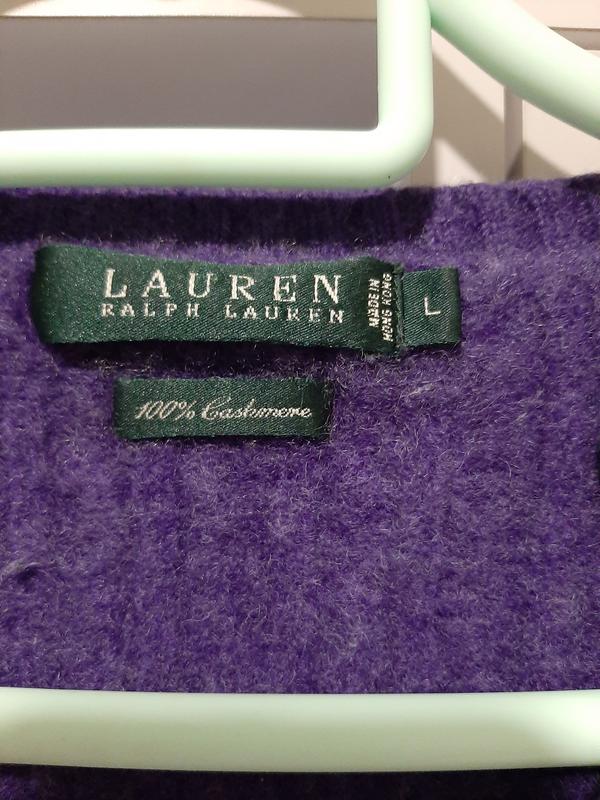 LAUREN
RALPH LAUREN
MADE IN
HONG KONG
L
100% Cashmere